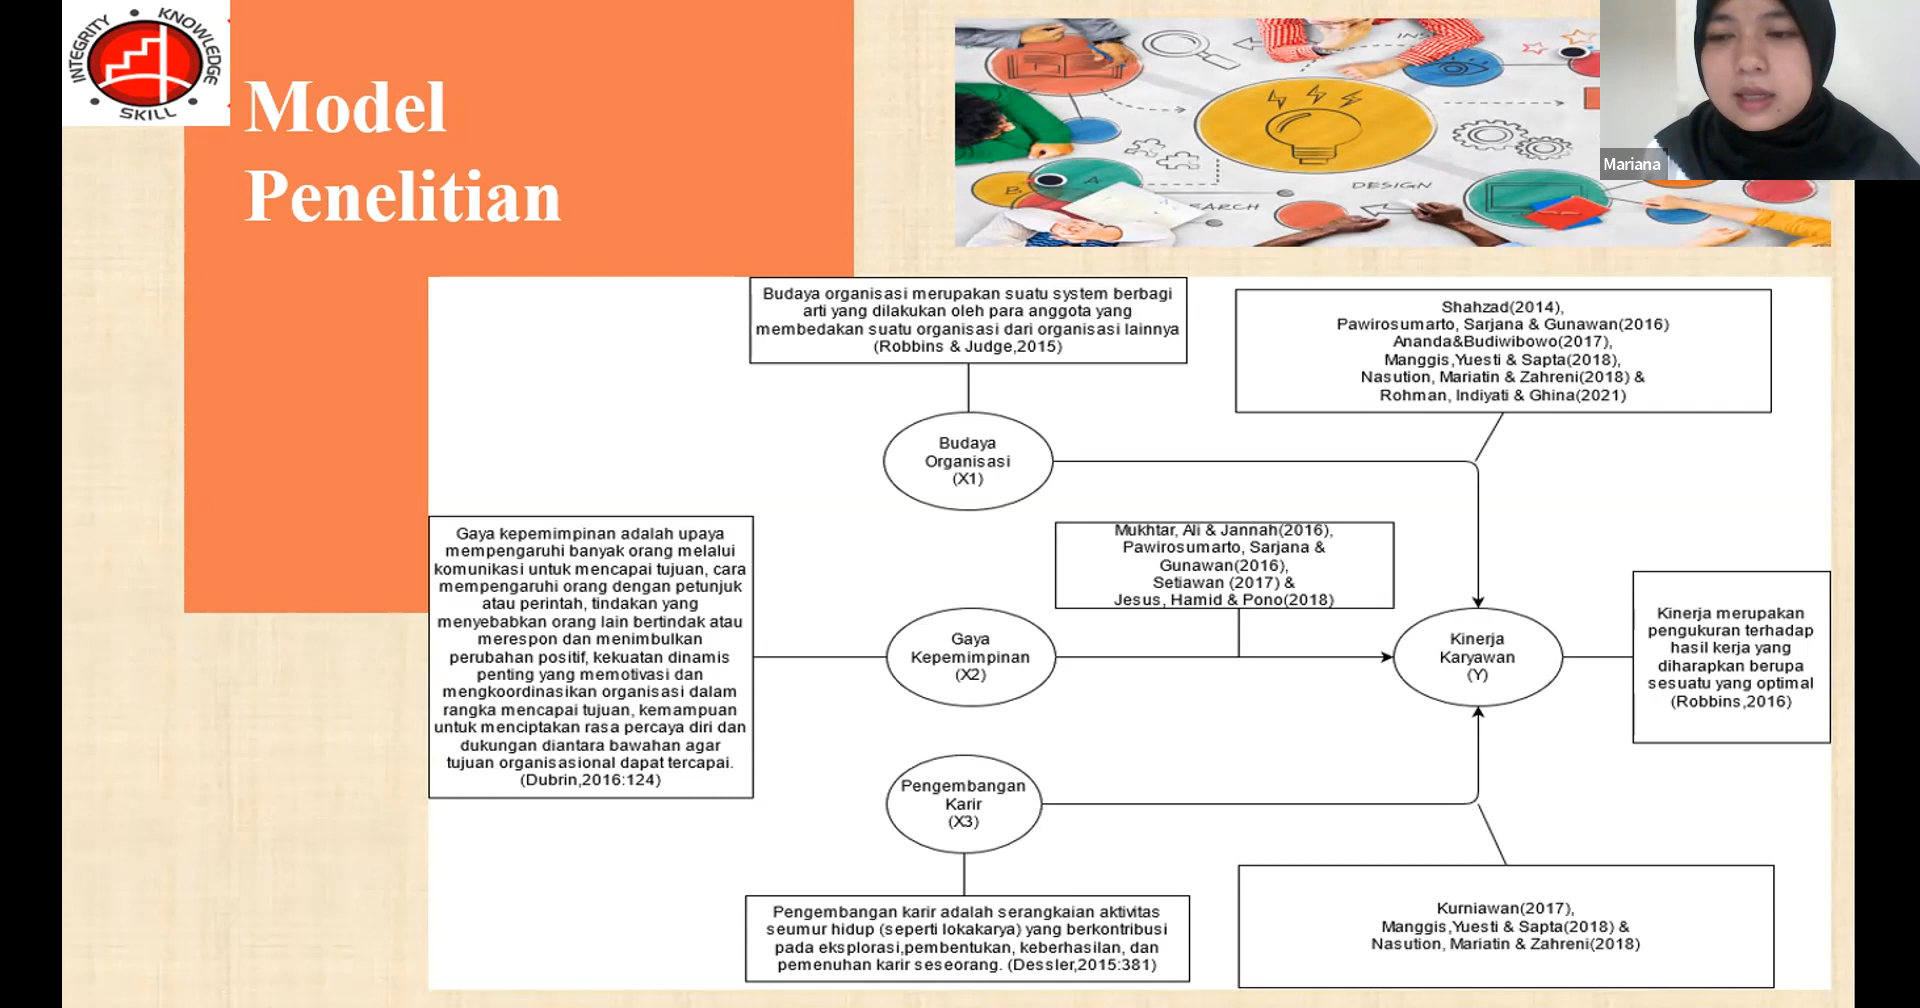 INTEGRITY
KNOWLEDGE
SKILL
Model
Penelitian
INS
DESIGN
SEARCH
B
A
Mariana
Budaya organisasi merupakan suatu system berbagi
arti yang dilakukan oleh para anggota yang
membedakan suatu organisasi dari organisasi lainnya
(Robbins & Judge,2015)
Shahzad(2014),
Pawirosumarto, Sarjana & Gunawan(2016)
Ananda&Budiwibowo(2017),
Manggis,Yuesti & Sapta(2018),
Nasution, Mariatin & Zahreni(2018) &
Rohman, Indiyati & Ghina(2021)
Budaya
Organisasi
(X1)
Gaya kepemimpinan adalah upaya
mempengaruhi banyak orang melalui
komunikasi untuk mencapai tujuan, cara
mempengaruhi orang dengan petunjuk
atau perintah, tindakan yang
menyebabkan orang lain bertindak atau
merespon dan menimbulkan
perubahan positif, kekuatan dinamis
penting yang memotivasi dan
mengkoordinasikan organisasi dalam
rangka mencapai tujuan, kemampuan
untuk menciptakan rasa percaya diri dan
dukungan diantara bawahan agar
tujuan organisasional dapat tercapai.
(Dubrin,2016:124)
Mukhtar, Ali & Jannah(2016),
Pawirosumarto, Sarjana &
Gunawan(2016),
Setiawan (2017) &
Jesus, Hamid & Pono(2018)
Gaya
Kepemimpinan
(X2)
Kinerja
Karyawan
(Y)
Kinerja merupakan
pengukuran terhadap
hasil kerja yang
diharapkan berupa
sesuatu yang optimal
(Robbins,2016)
Pengembangan
Karir
(X3)
Pengembangan karir adalah serangkaian aktivitas
seumur hidup (seperti lokakarya) yang berkontribusi
pada eksplorasi,pembentukan, keberhasilan, dan
pemenuhan karir seseorang. (Dessler,2015:381)
Kurniawan(2017),
Manggis,Yuesti & Sapta(2018) &
Nasution, Mariatin & Zahreni(2018)